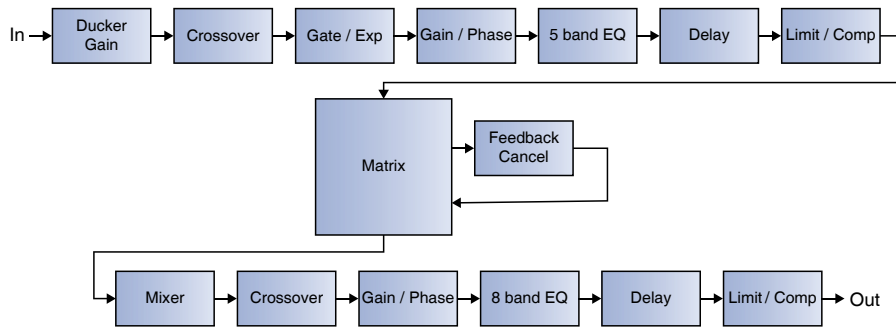 In
Ducker
Gain
Crossover
Gate / Exp
Gain / Phase
5 band EQ
Delay
Limit / Comp
Matrix
Feedback
Cancel
Mixer
Crossover
Gain / Phase
8 band EQ
Delay
Limit / Comp
Out